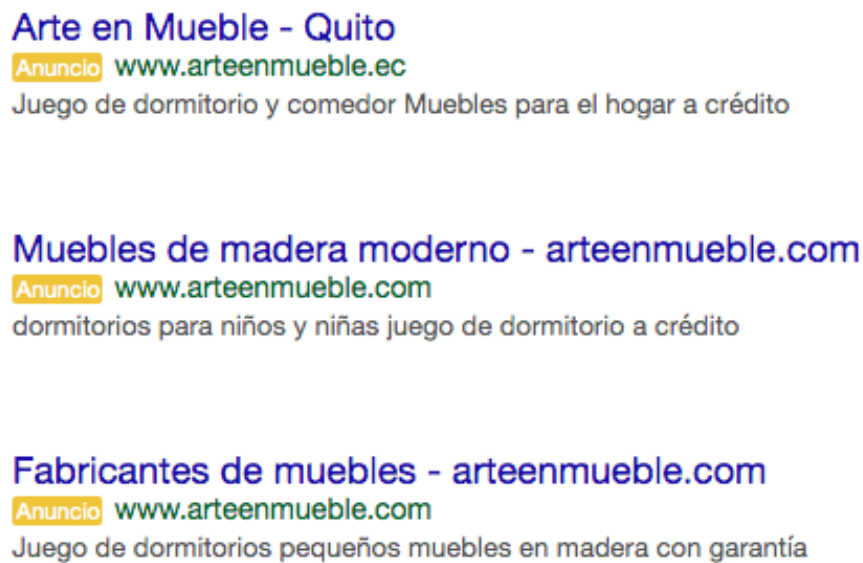 Arte en Mueble - Quito
Anuncio www.arteenmueble.ec
Juego de dormitorio y comedor Muebles para el hogar a crédito
Muebles de madera moderno - arteenmueble.com
Anuncio www.arteenmueble.com
dormitorios para niños y niñas juego de dormitorio a crédito
Fabricantes de muebles - arteenmueble.com
Anuncio www.arteenmueble.com
Juego de dormitorios pequeños muebles en madera con garantía